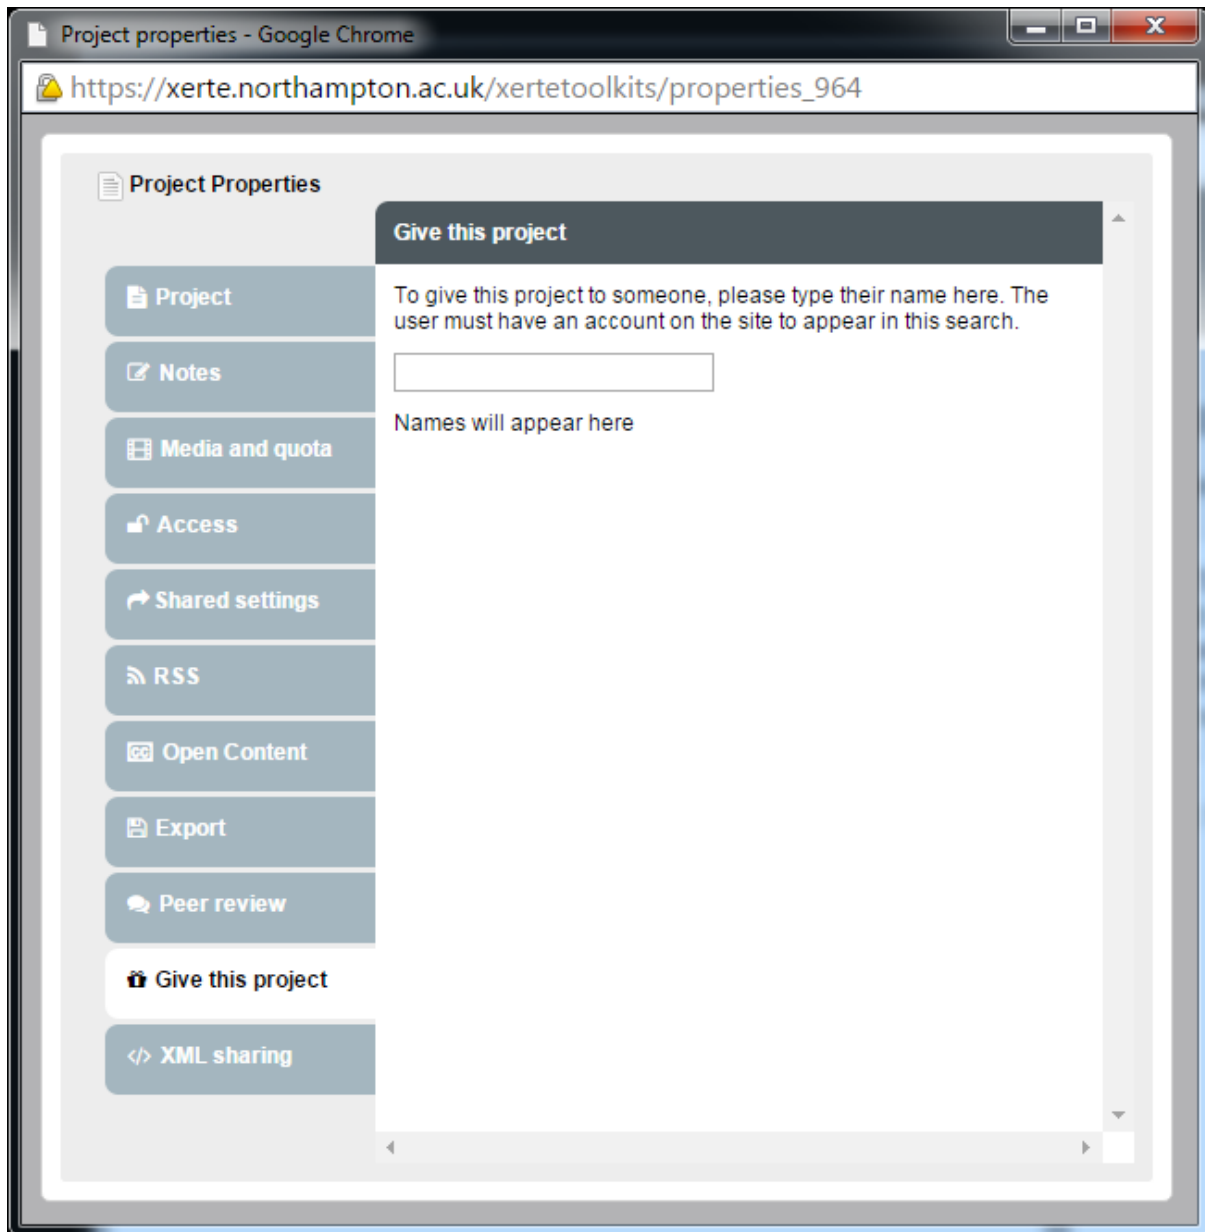 Project properties - Google Chrome
https://xerte.northampton.ac.uk/xertetoolkits/properties_964
Project Properties
Give this project
To give this project to someone, please type their name here. The
user must have an account on the site to appear in this search.
Names will appear here
Project
Notes
Media and quota
Access
Shared settings
RSS
Open Content
Export
Peer review
Give this project
XML sharing